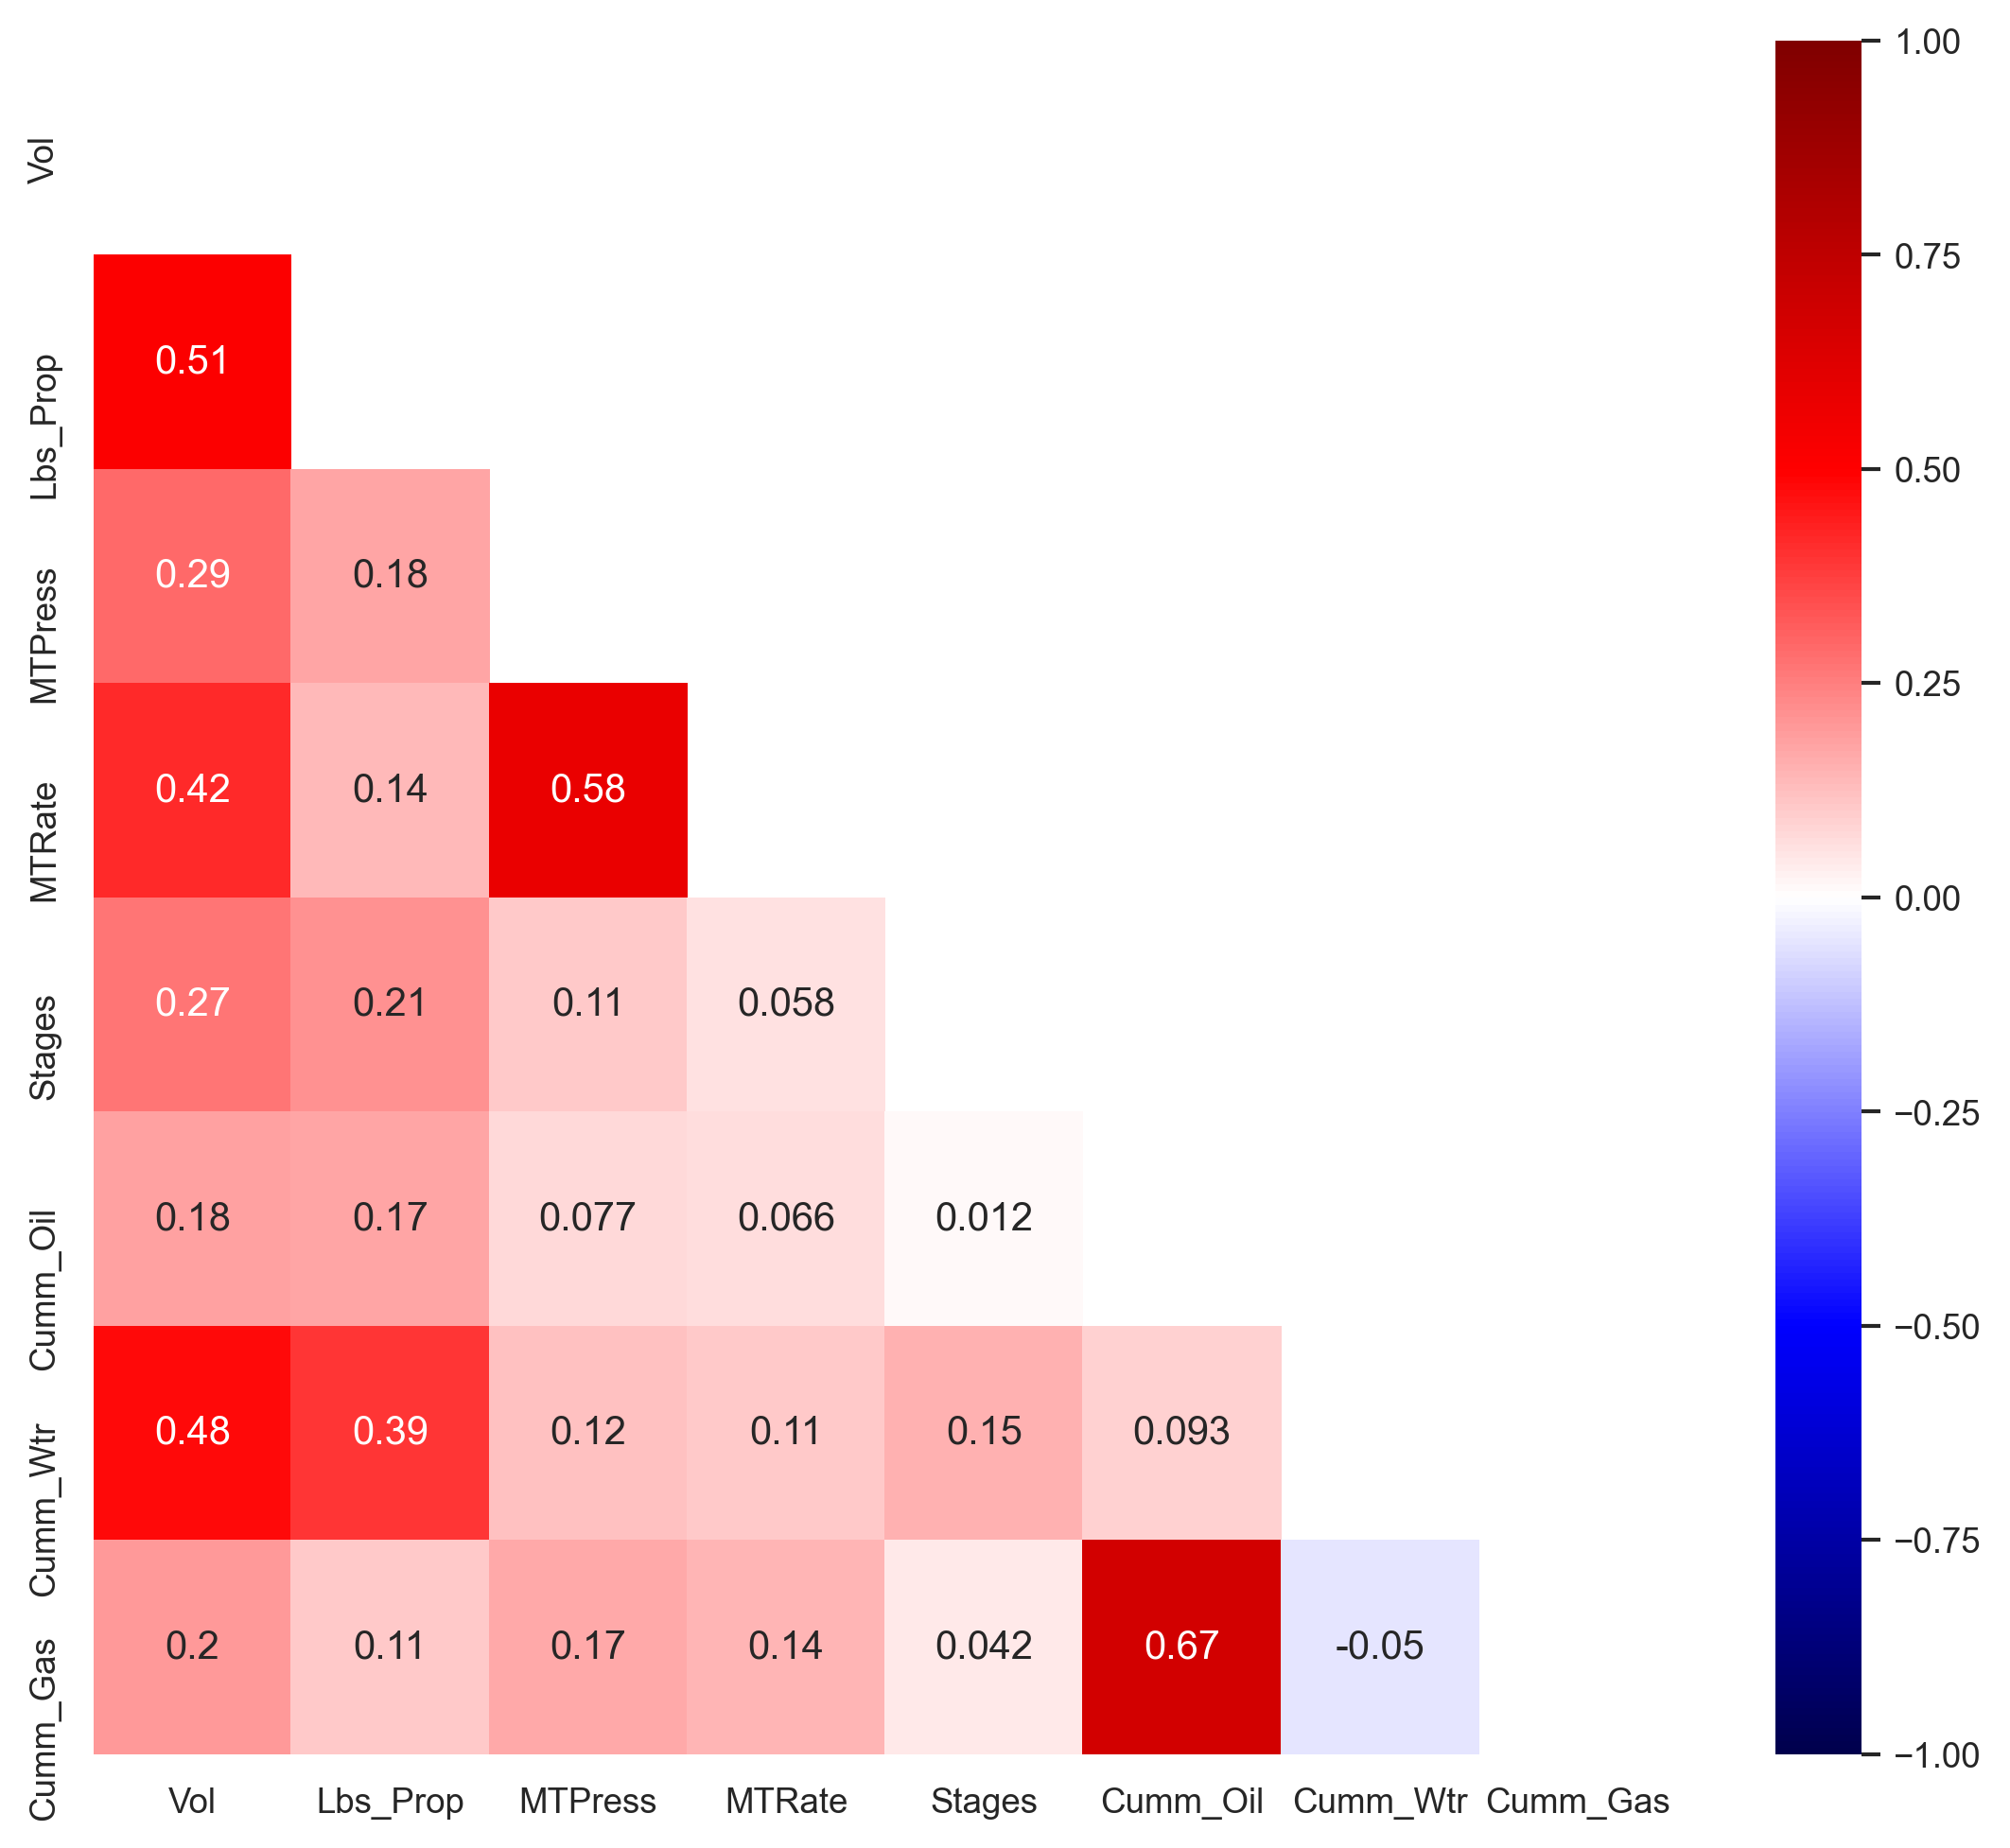 Vol
Lbs_Prop
MTPress
MTRate
Stages
Cumm_Oil
Cumm_Wtr
Cumm_Gas
0.51
0.29 0.18
0.42 0.14 0.58
0.27 0.21 0.11 0.058
0.18 0.17 0.077 0.066 0.012
0.48 0.39 0.12 0.11 0.15 0.093
0.2 0.11 0.17 0.14 0.042 0.67 -0.05
Vol Lbs_Prop MTPress MTRate Stages Cumm_Oil Cumm_Wtr Cumm_Gas
1.00
0.75
0.50
0.25
0.00
−0.25
−0.50
−0.75
−1.00